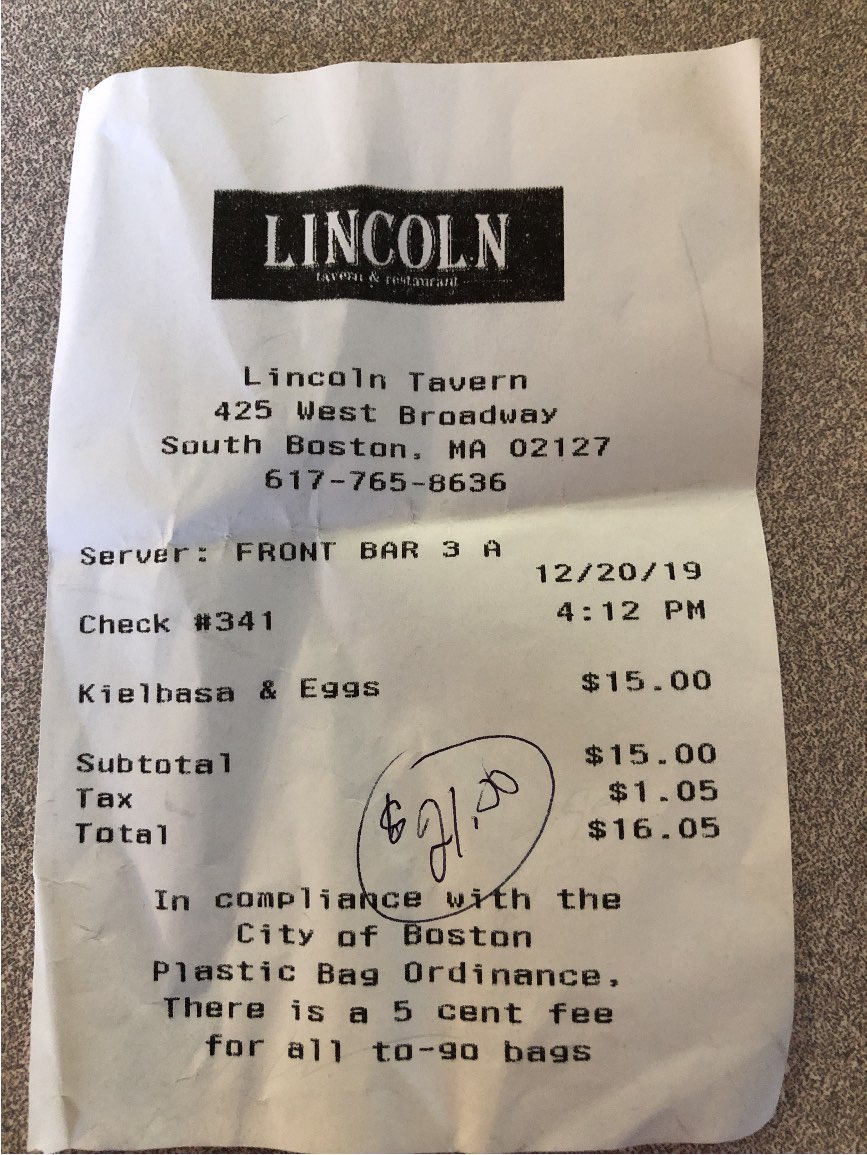 LINCOLN
tavern & restaurant
Lincoln Tavern
425 West Broadway
South Boston, MA 02127
617-765-8636
Server: FRONT BAR 3 A
12/20/19
Check #341 4:12 PM
Kielbasa & Eggs $15.00
Subtotal $15.00
Tax $1.05
Total $16.05
$21.00
In compliance with the
City of Boston
Plastic Bag Ordinance,
There is a 5 cent fee
for all to-go bags